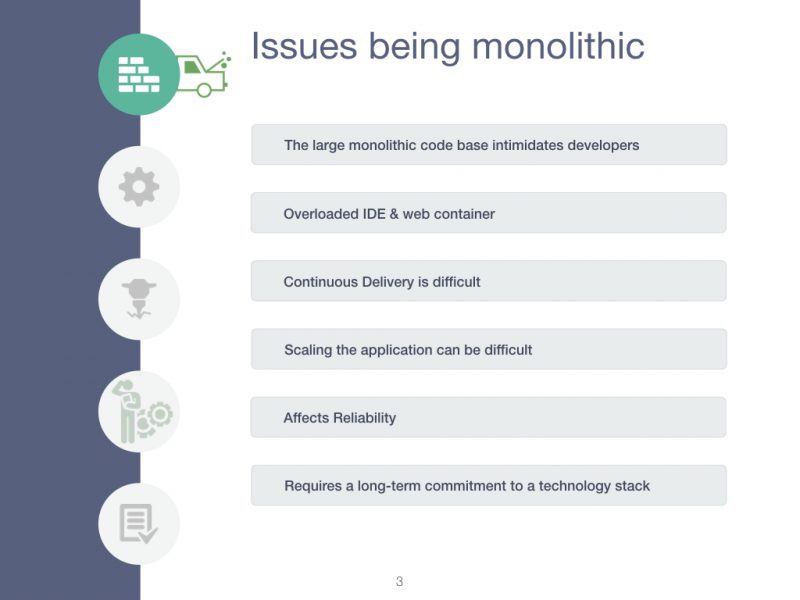 Issues being monolithic
The large monolithic code base intimidates developers
Overloaded IDE & web container
Continuous Delivery is difficult
Scaling the application can be difficult
Affects Reliability
Requires a long-term commitment to a technology stack
3